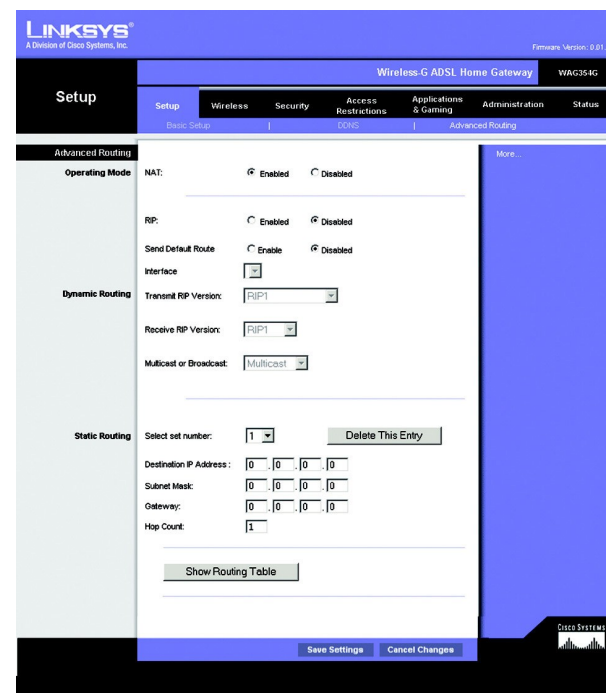 LINKSYS®
A Division of Cisco Systems, Inc.
Firmware Version: 0.01.
Wireless-G ADSL Home Gateway WAG354G
Setup
Setup Wireless Security Access Restrictions Applications & Gaming Administration Status
Basic Setup | DDNS | Advanced Routing
Advanced Routing
More...
Operating Mode NAT: Enabled Disabled
RIP: Enabled Disabled
Send Default Route Enable Disabled
Interface
Dynamic Routing Transmit RIP Version: RIP1
Receive RIP Version: RIP1
Multicast or Broadcast: Multicast
Static Routing Select set number: 1 Delete This Entry
Destination IP Address : 0 . 0 . 0 . 0
Subnet Mask: 0 . 0 . 0 . 0
Gateway: 0 . 0 . 0 . 0
Hop Count: 1
Show Routing Table
CISCO SYSTEMS
Save Settings Cancel Changes